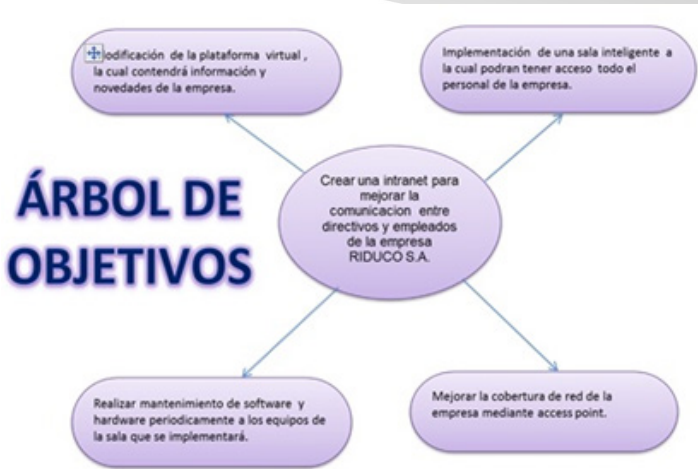 odificación de la plataforma virtual ,
la cual contendrá información y
novedades de la empresa.
Implementación de una sala inteligente a
la cual podran tener acceso todo el
personal de la empresa.
ÁRBOL DE
OBJETIVOS
Crear una intranet para
mejorar la
comunicacion entre
directivos y empleados
de la empresa
RIDUCO S.A.
Realizar mantenimiento de software y
hardware periodicamente a los equipos de
la sala que se implementará.
Mejorar la cobertura de red de la
empresa mediante access point.